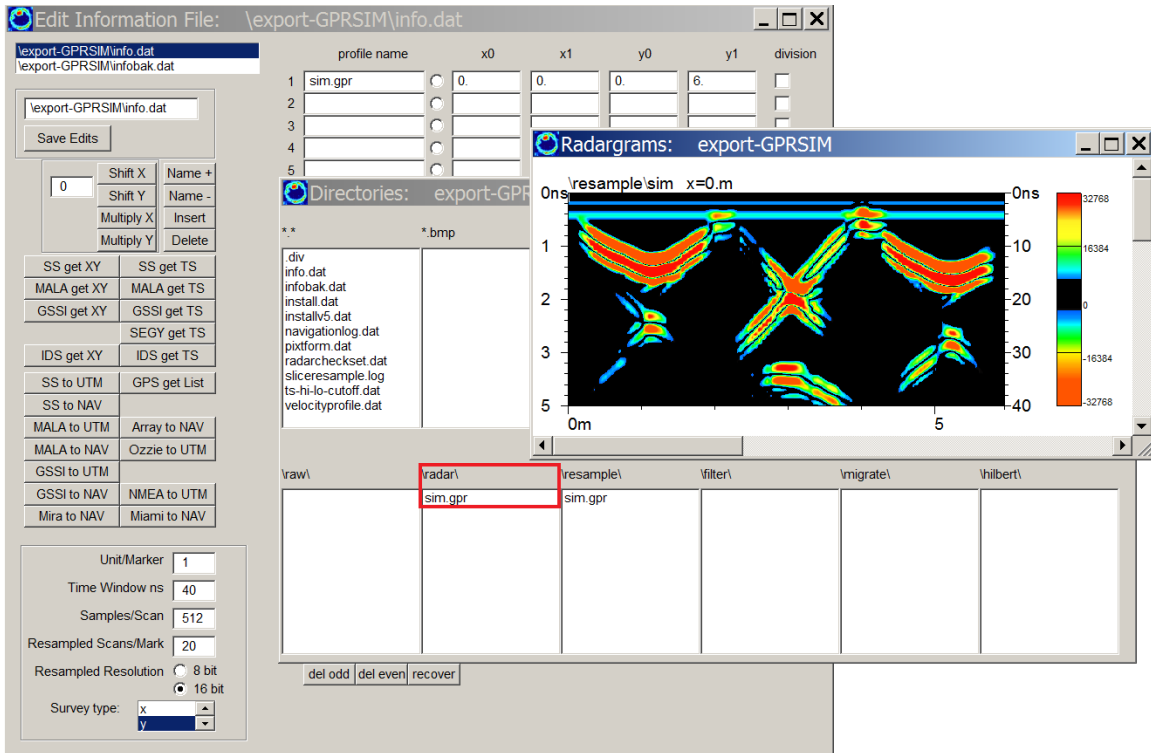 Edit Information File: \export-GPRSIM\info.dat
\export-GPRSIM\info.dat
\export-GPRSIM\infobak.dat
\export-GPRSIM\info.dat
Save Edits
0
Shift X
Name +
Shift Y
Name -
Multiply X
Insert
Multiply Y
Delete
SS get XY
SS get TS
MALA get XY
MALA get TS
GSSI get XY
GSSI get TS
SEGY get TS
IDS get XY
IDS get TS
SS to UTM
GPS get List
SS to NAV
MALA to UTM
Array to NAV
MALA to NAV
Ozzie to UTM
GSSI to UTM
GSSI to NAV
NMEA to UTM
Mira to NAV
Miami to NAV
Unit/Marker 1
Time Window ns 40
Samples/Scan 512
Resampled Scans/Mark 20
Resampled Resolution 8 bit
16 bit
Survey type: x
y
profile name x0 x1 y0 y1 division
1 sim.gpr 0. 0. 0. 6.
2
3
4
5
Directories: export-GPR
*.*
*.bmp
.div
info.dat
infobak.dat
install.dat
installv5.dat
navigationlog.dat
pixtform.dat
radarcheckset.dat
sliceresample.log
ts-hi-lo-cutoff.dat
velocityprofile.dat
\raw\ \radar\ \resample\ \filter\ \migrate\ \hilbert\
sim.gpr sim.gpr
del odd del even recover
Radargrams: export-GPRSIM
\resample\sim x=0.m
0ns 0ns
1 10
2 20
3 30
5 40
0m 5
32768
16384
0
-16384
-32768